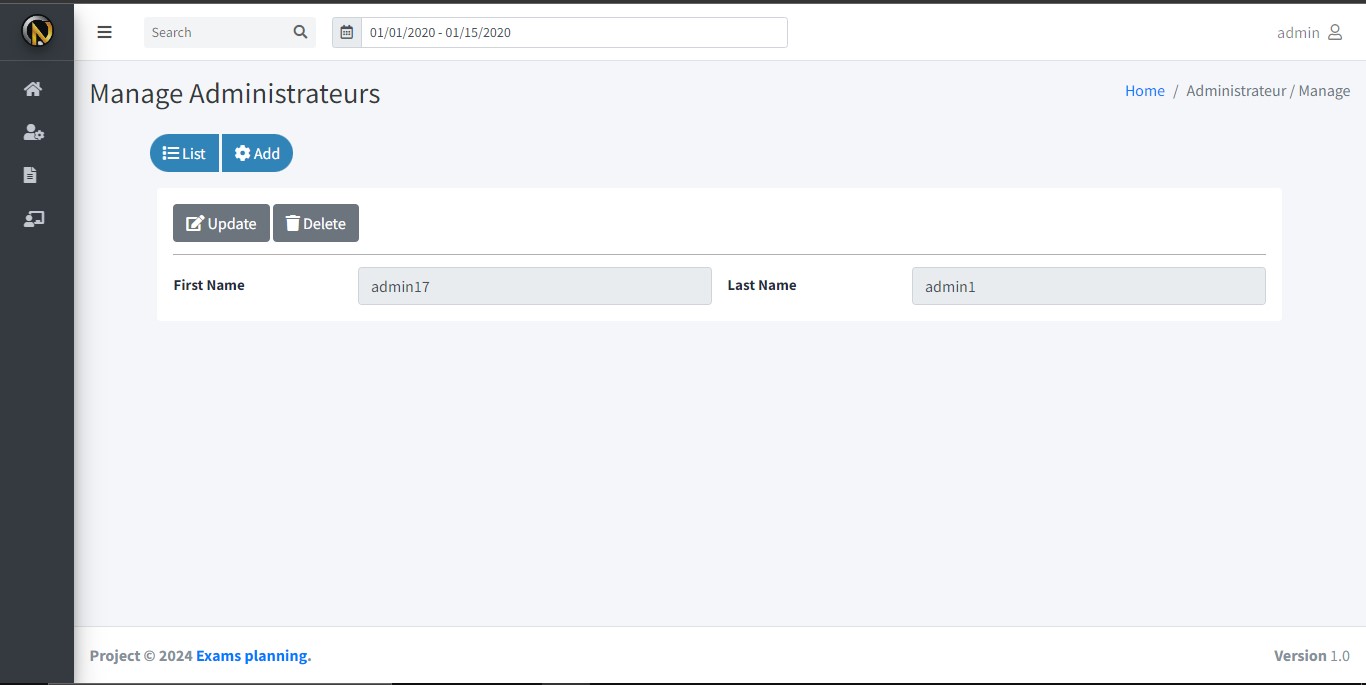 Search
01/01/2020 - 01/15/2020
admin
Manage Administrateurs
Home / Administrateur / Manage
List
Add
Update
Delete
First Name
admin17
Last Name
admin1
Project © 2024 Exams planning.
Version 1.0